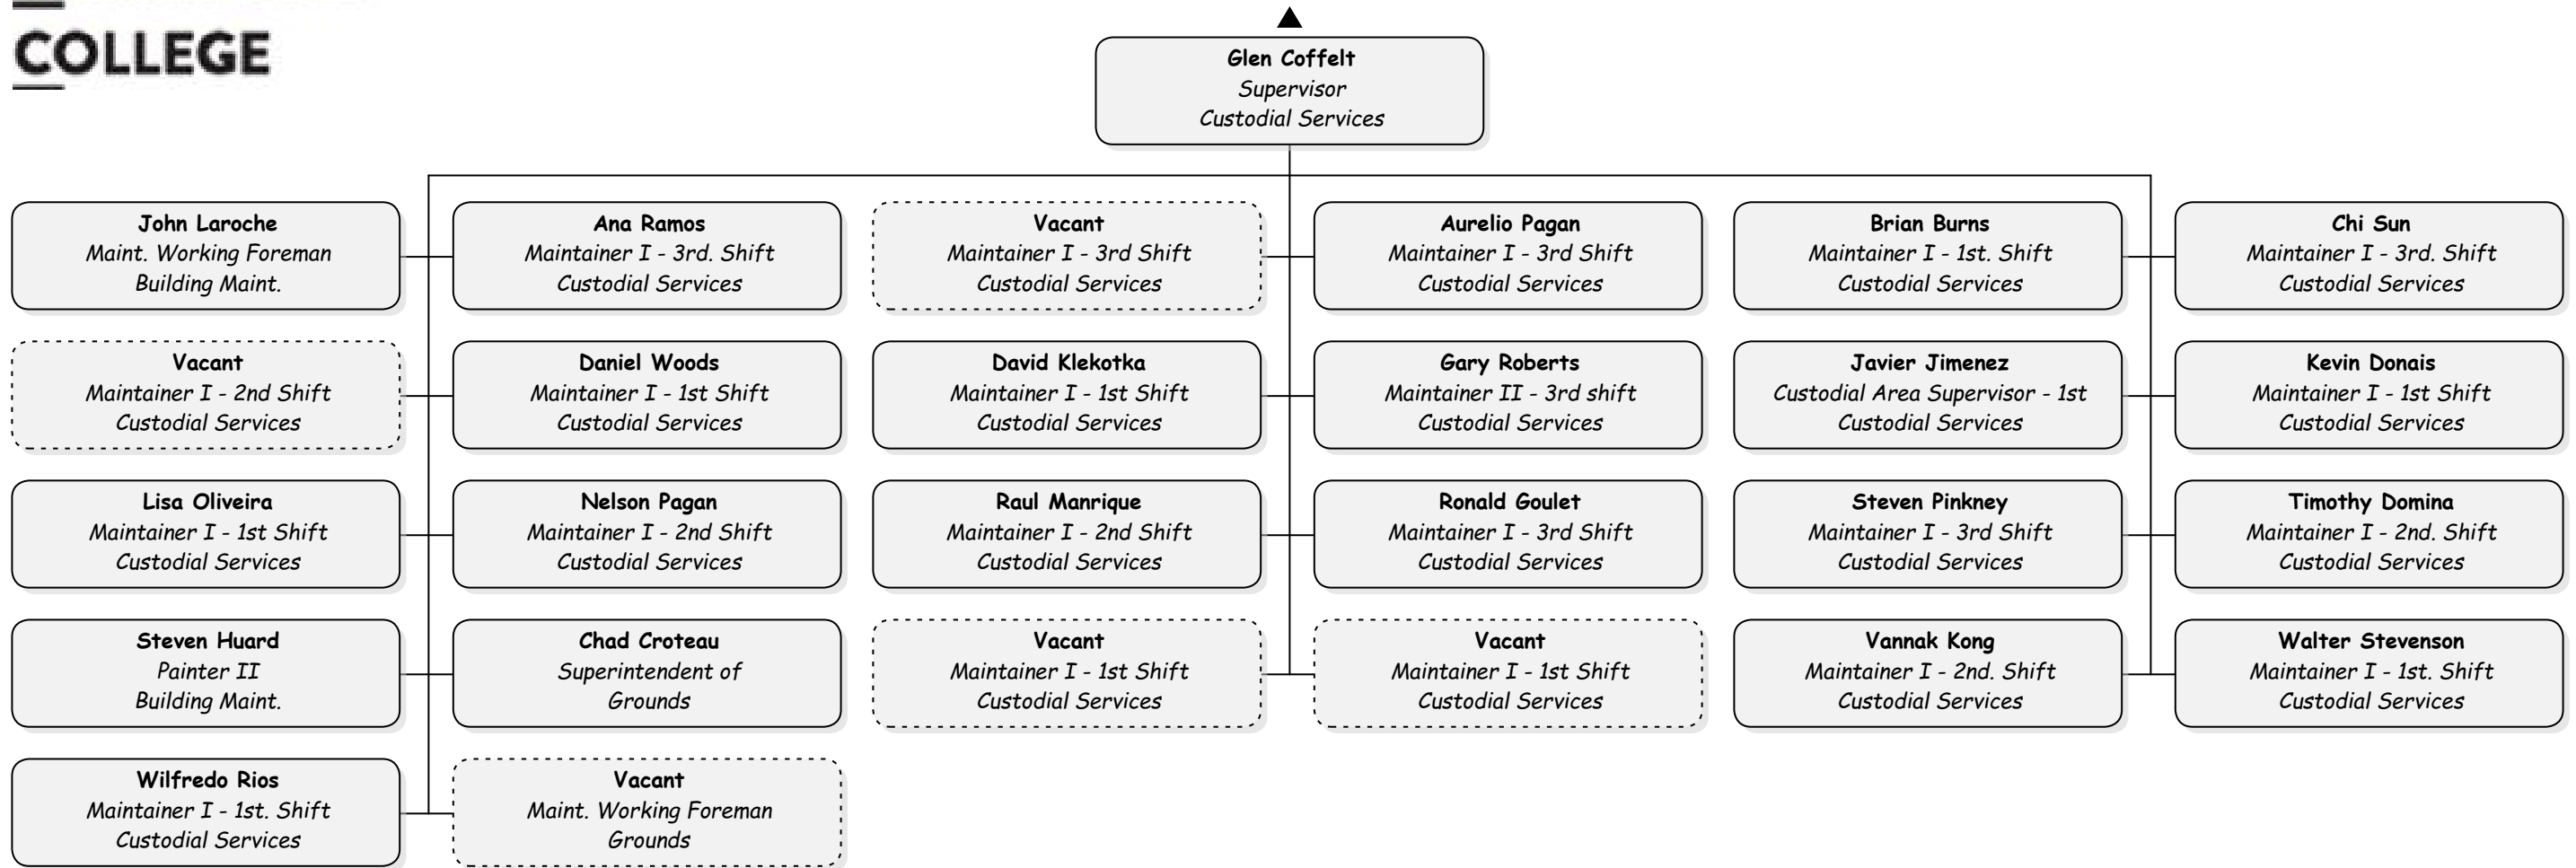 COLLEGE
Glen Coffelt
Supervisor
Custodial Services
John Laroche
Maint. Working Foreman
Building Maint.
Ana Ramos
Maintainer I - 3rd. Shift
Custodial Services
Vacant
Maintainer I - 3rd Shift
Custodial Services
Aurelio Pagan
Maintainer I - 3rd Shift
Custodial Services
Brian Burns
Maintainer I - 1st. Shift
Custodial Services
Chi Sun
Maintainer I - 3rd. Shift
Custodial Services
Vacant
Maintainer I - 2nd Shift
Custodial Services
Daniel Woods
Maintainer I - 1st Shift
Custodial Services
David Klekotka
Maintainer I - 1st Shift
Custodial Services
Gary Roberts
Maintainer II - 3rd shift
Custodial Services
Javier Jimenez
Custodial Area Supervisor - 1st
Custodial Services
Kevin Donais
Maintainer I - 1st Shift
Custodial Services
Lisa Oliveira
Maintainer I - 1st Shift
Custodial Services
Nelson Pagan
Maintainer I - 2nd Shift
Custodial Services
Raul Manrique
Maintainer I - 2nd Shift
Custodial Services
Ronald Goulet
Maintainer I - 3rd Shift
Custodial Services
Steven Pinkney
Maintainer I - 3rd Shift
Custodial Services
Timothy Domina
Maintainer I - 2nd. Shift
Custodial Services
Steven Huard
Painter II
Building Maint.
Chad Croteau
Superintendent of
Grounds
Vacant
Maintainer I - 1st Shift
Custodial Services
Vacant
Maintainer I - 1st Shift
Custodial Services
Vannak Kong
Maintainer I - 2nd. Shift
Custodial Services
Walter Stevenson
Maintainer I - 1st. Shift
Custodial Services
Wilfredo Rios
Maintainer I - 1st. Shift
Custodial Services
Vacant
Maint. Working Foreman
Grounds